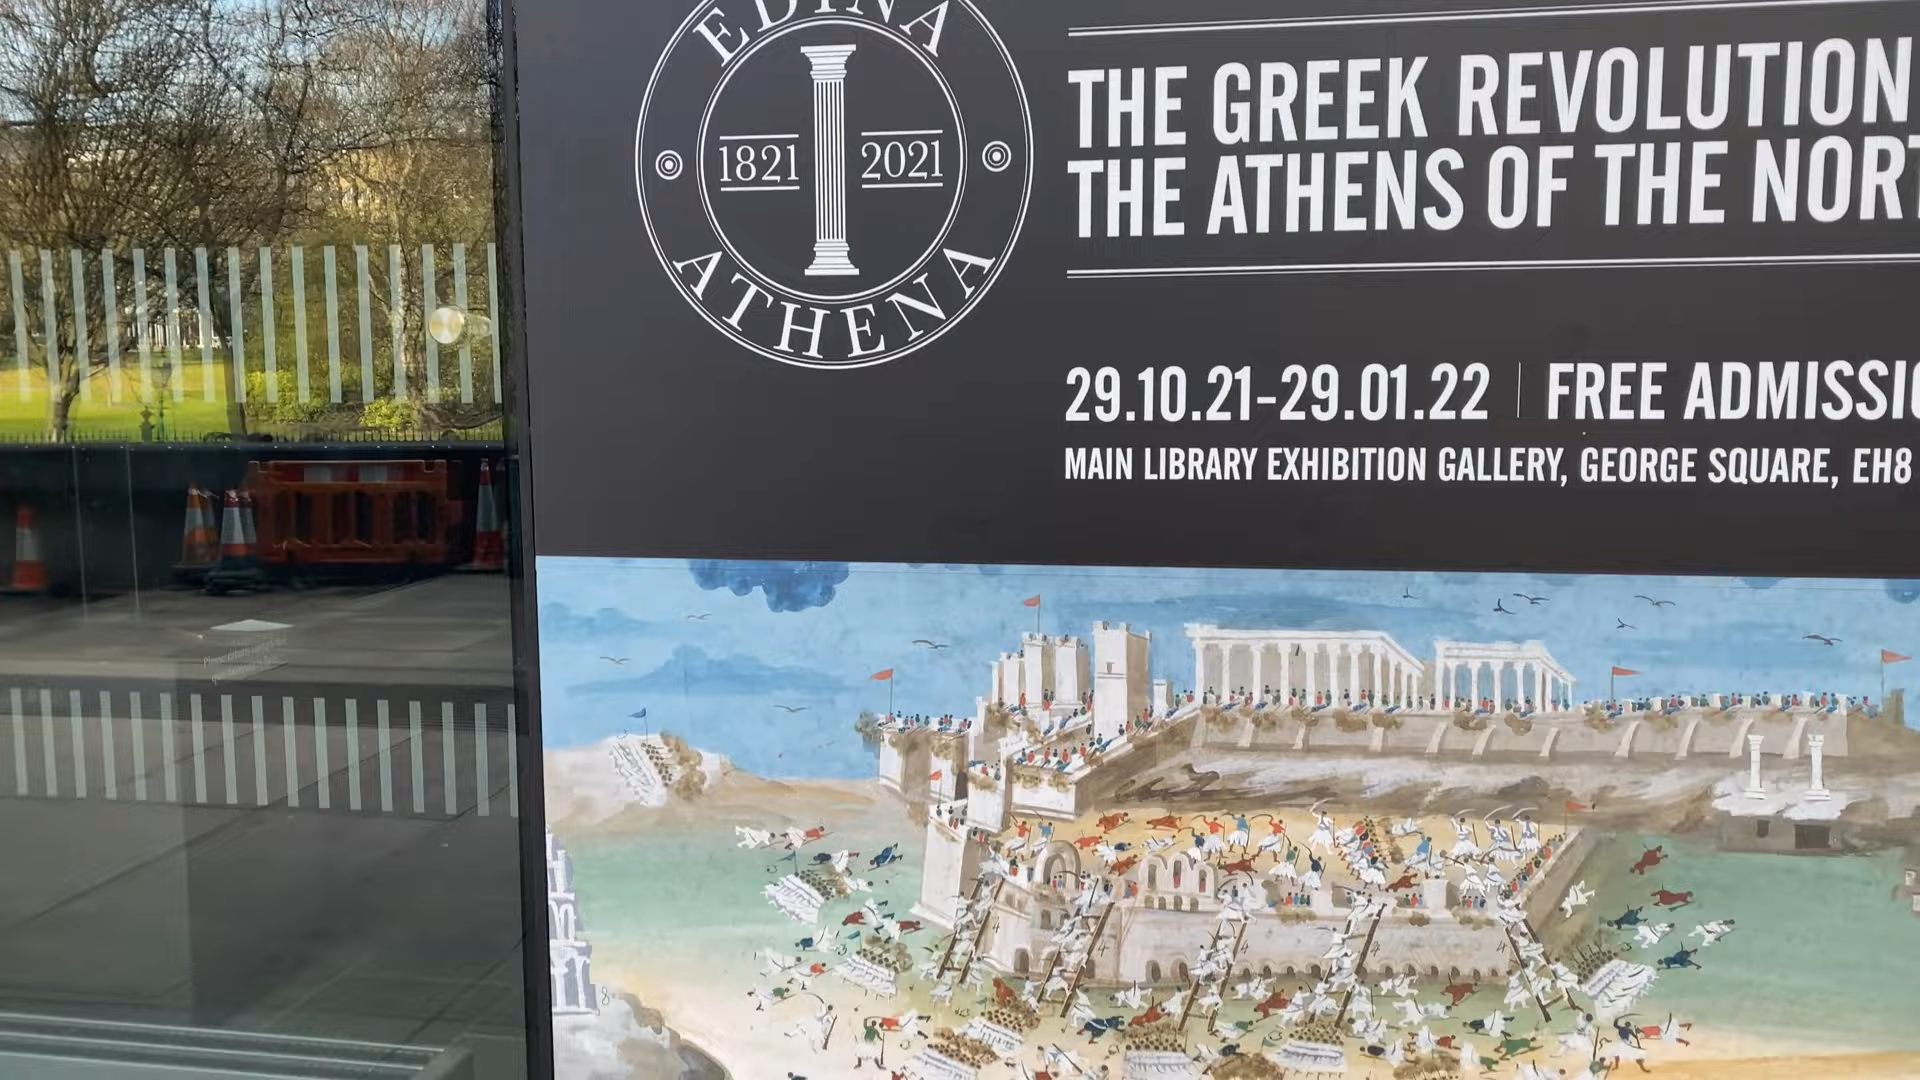 EDINA
1821 2021
ATHENA
THE GREEK REVOLUTION
THE ATHENS OF THE NORT
29.10.21-29.01.22 | FREE ADMISSIO
MAIN LIBRARY EXHIBITION GALLERY, GEORGE SQUARE, EH8